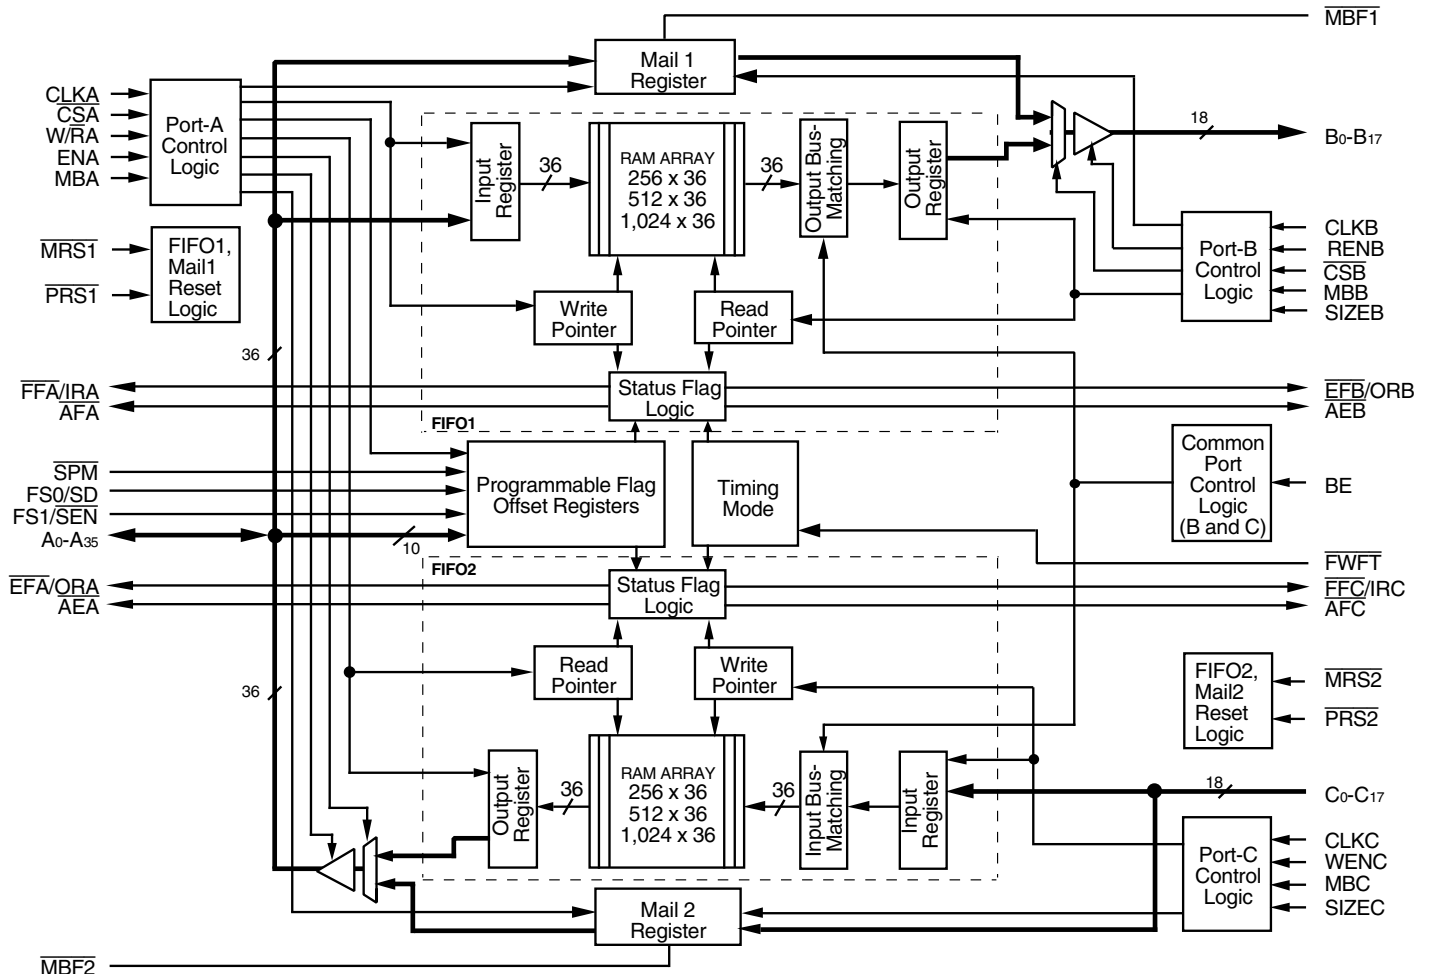 MBF1
Mail 1
Register
CLKA
CSA
W/RA
ENA
MBA
Port-A
Control
Logic
18
B0-B17
Input
Register
36
RAM ARRAY
256 x 36
512 x 36
1,024 x 36
36
Output Bus-
Matching
Output
Register
MRS1
PRS1
FIFO1,
Mail1
Reset
Logic
Port-B
Control
Logic
CLKB
RENB
CSB
MBB
SIZEB
Write
Pointer
Read
Pointer
36
FFA/IRA
AFA
Status Flag
Logic
EFB/ORB
AEB
FIFO1
SPM
FS0/SD
FS1/SEN
A0-A35
10
Programmable Flag
Offset Registers
Timing
Mode
Common
Port
Control
Logic
(B and C)
BE
FIFO2
FWFT
EFA/ORA
AEA
Status Flag
Logic
FFC/IRC
AFC
36
Read
Pointer
Write
Pointer
FIFO2,
Mail2
Reset
Logic
MRS2
PRS2
Output
Register
36
RAM ARRAY
256 x 36
512 x 36
1,024 x 36
36
Input Bus-
Matching
Input
Register
18
C0-C17
Port-C
Control
Logic
CLKC
WENC
MBC
SIZEC
Mail 2
Register
MBF2